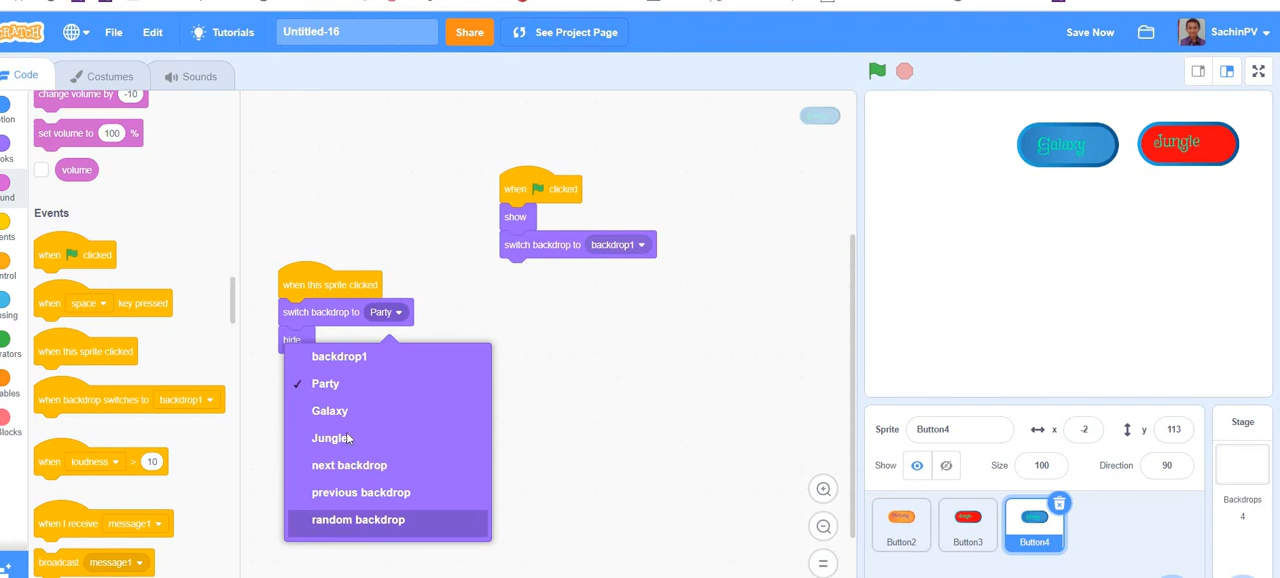 File Edit Tutorials Untitled-16 Share See Project Page Save Now SachinPV
Code Costumes Sounds
change volume by -10
set volume to 100 %
volume
Events
when clicked
when space key pressed
when this sprite clicked
when backdrop switches to backdrop1
when loudness > 10
when I receive message1
broadcast message1
when clicked
show
switch backdrop to backdrop1
when this sprite clicked
switch backdrop to Party
hide
backdrop1
Party
Galaxy
Jungle
next backdrop
previous backdrop
random backdrop
Galaxy Jungle
Sprite Button4 x -2 y 113
Show Size 100 Direction 90
Button2 Button3 Button4
Stage
Backdrops
4